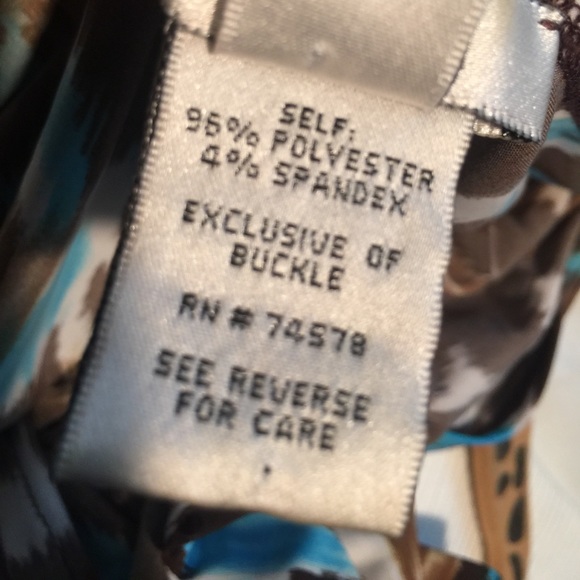 SELF:
96% POLYESTER
4% SPANDEX
EXCLUSIVE OF
BUCKLE
RN # 74578
SEE REVERSE
FOR CARE